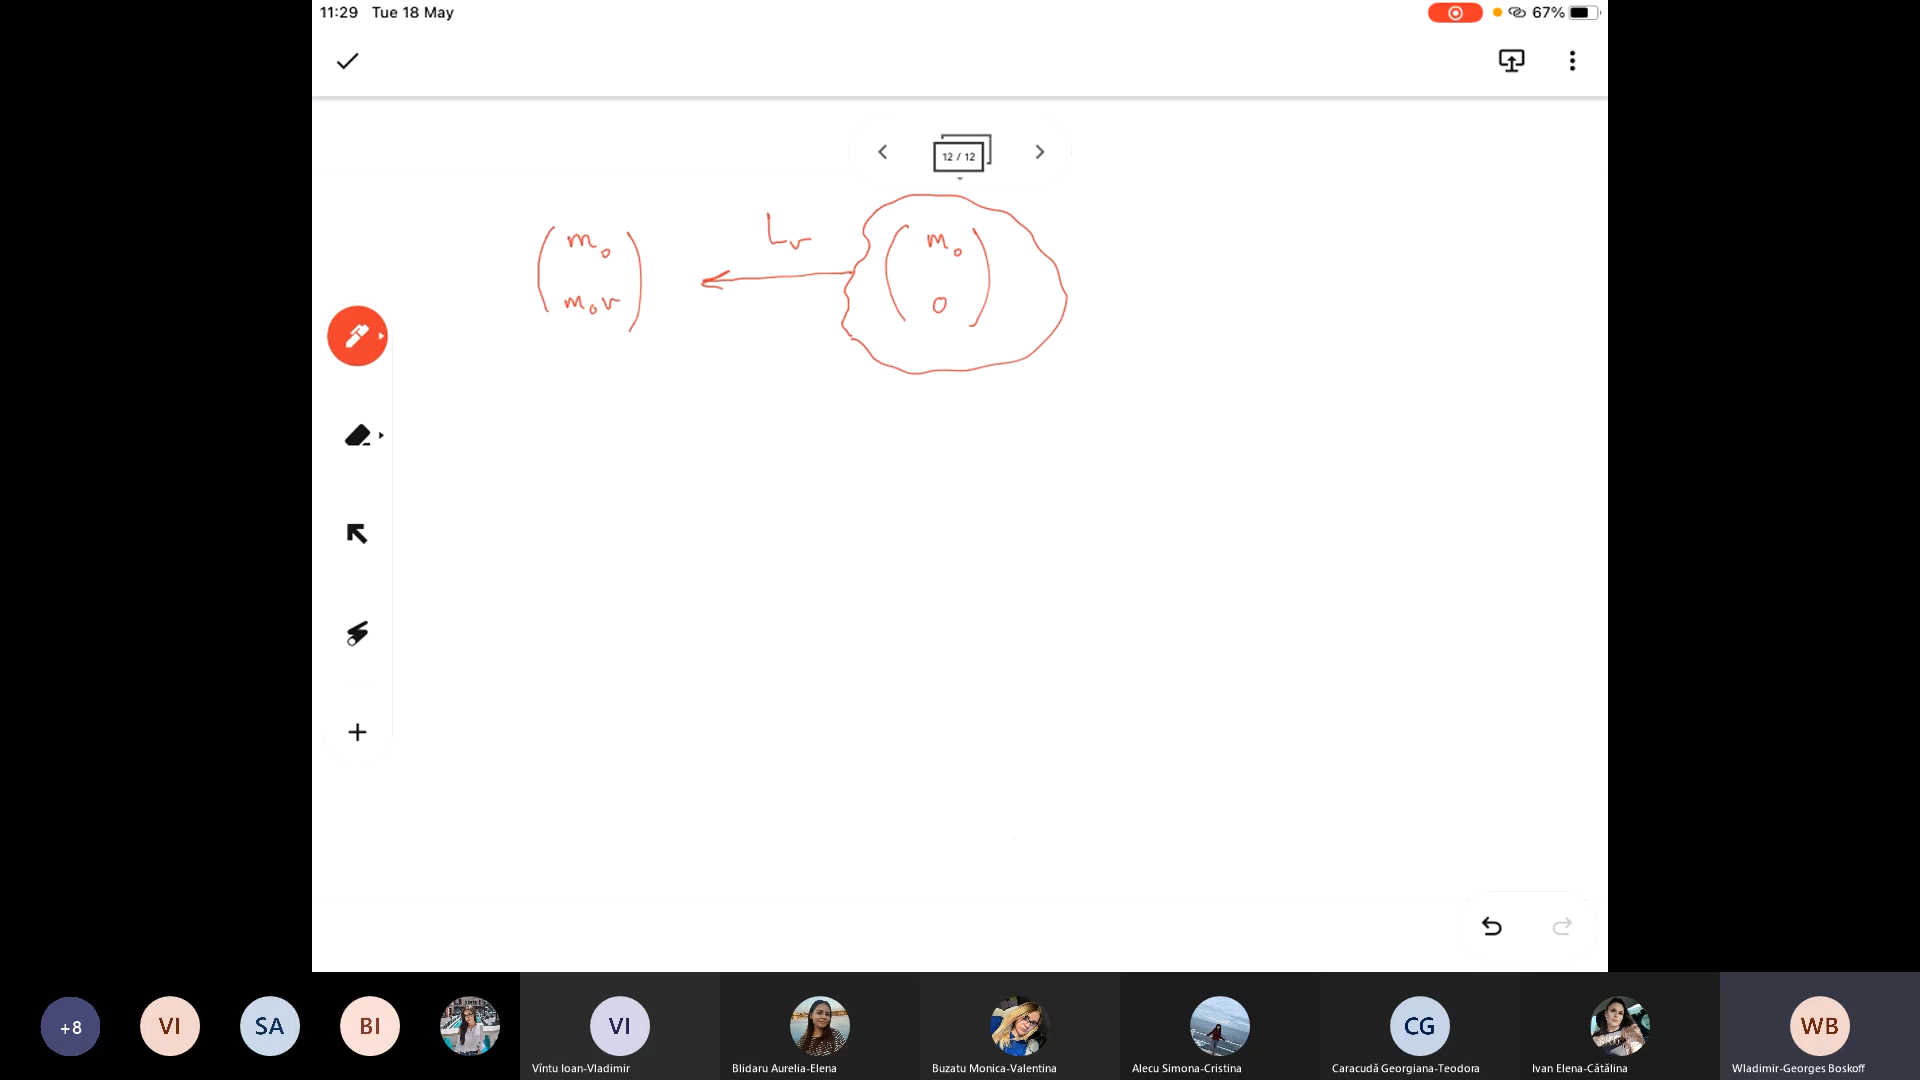 11:29 Tue 18 May 67%
12 / 12
m₀ L_v m₀
m₀v 0
+8 VI SA BI VI CG WB
Vîntu Ioan-Vladimir Blidaru Aurelia-Elena Buzatu Monica-Valentina Alecu Simona-Cristina Caracudă Georgiana-Teodora Ivan Elena-Cătălina Wladimir-Georges Boskoff